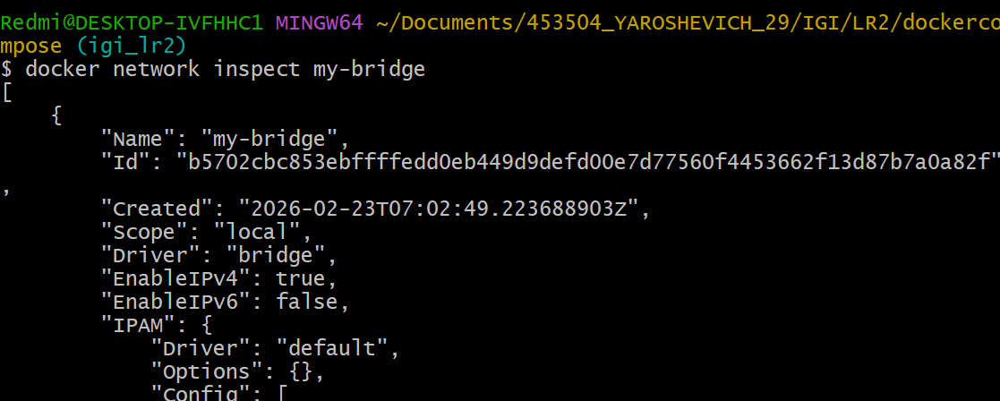 Redmi@DESKTOP-IVFHHC1 MINGW64 ~/Documents/453504_YAROSHEVICH_29/IGI/LR2/dockerco
mpose (igi_lr2)
$ docker network inspect my-bridge
[
    {
        "Name": "my-bridge",
        "Id": "b5702cbc853ebffffedd0eb449d9defd00e7d77560f4453662f13d87b7a0a82f"
,
        "Created": "2026-02-23T07:02:49.223688903Z",
        "Scope": "local",
        "Driver": "bridge",
        "EnableIPv4": true,
        "EnableIPv6": false,
        "IPAM": {
            "Driver": "default",
            "Options": {},
            "Config": [